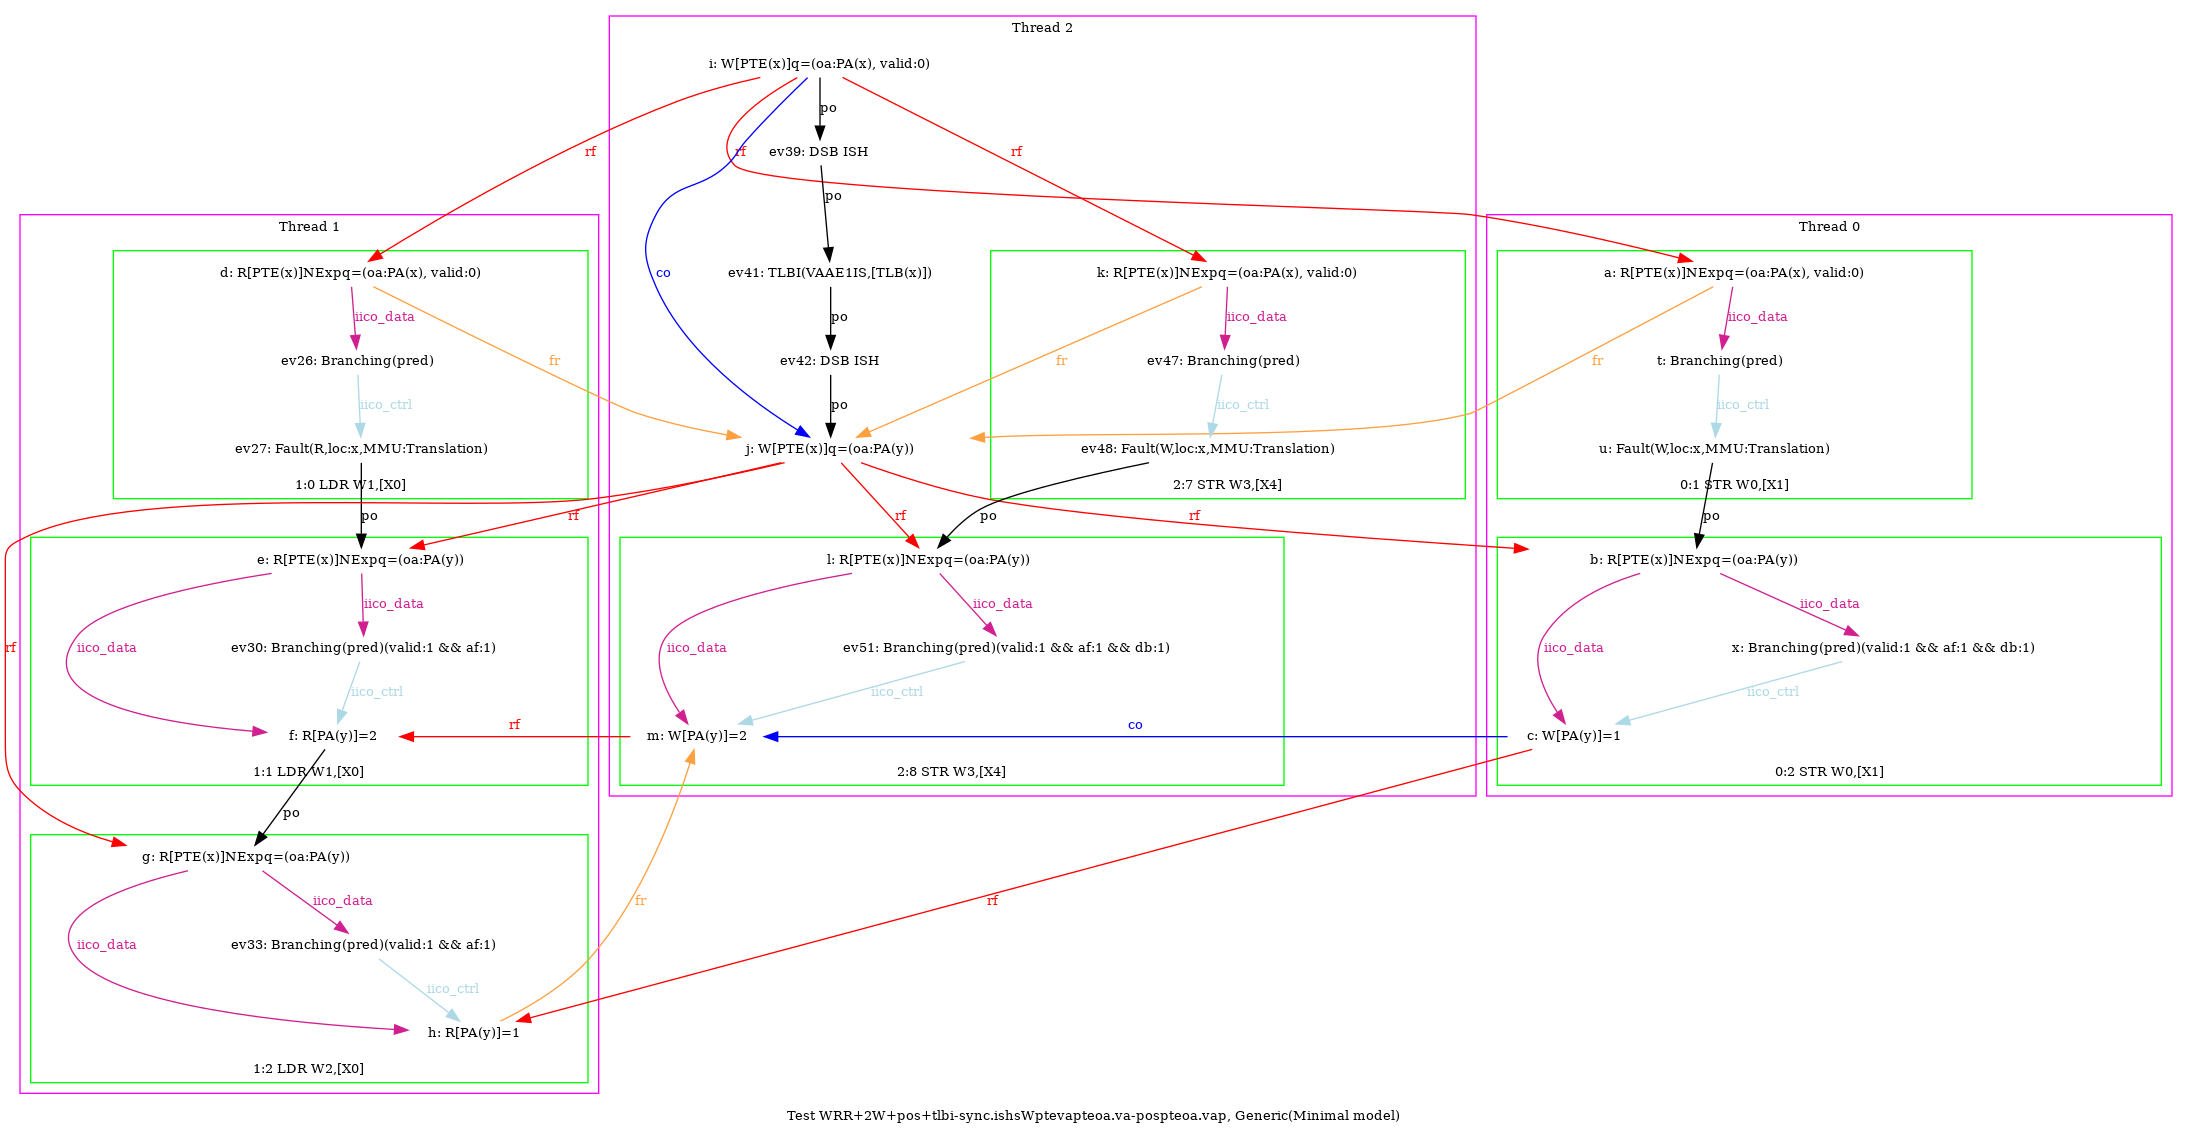 Thread 2
i: W[PTE(x)]q=(oa:PA(x), valid:0)
po
rf
rf
rf
ev39: DSB ISH
po
Thread 1
Thread 0
d: R[PTE(x)]NExpq=(oa:PA(x), valid:0)
co
ev41: TLBI(VAAE1IS,[TLB(x)])
k: R[PTE(x)]NExpq=(oa:PA(x), valid:0)
a: R[PTE(x)]NExpq=(oa:PA(x), valid:0)
iico_data
po
iico_data
iico_data
ev26: Branching(pred)
fr
ev42: DSB ISH
fr
ev47: Branching(pred)
fr
t: Branching(pred)
iico_ctrl
po
iico_ctrl
iico_ctrl
ev27: Fault(R,loc:x,MMU:Translation)
j: W[PTE(x)]q=(oa:PA(y))
ev48: Fault(W,loc:x,MMU:Translation)
u: Fault(W,loc:x,MMU:Translation)
1:0 LDR W1,[X0]
2:7 STR W3,[X4]
0:1 STR W0,[X1]
po
rf
rf
po
rf
po
e: R[PTE(x)]NExpq=(oa:PA(y))
l: R[PTE(x)]NExpq=(oa:PA(y))
b: R[PTE(x)]NExpq=(oa:PA(y))
iico_data
iico_data
iico_data
rf
iico_data
ev30: Branching(pred)(valid:1 && af:1)
iico_data
ev51: Branching(pred)(valid:1 && af:1 && db:1)
iico_data
x: Branching(pred)(valid:1 && af:1 && db:1)
iico_ctrl
iico_ctrl
iico_ctrl
f: R[PA(y)]=2
rf
m: W[PA(y)]=2
co
c: W[PA(y)]=1
1:1 LDR W1,[X0]
2:8 STR W3,[X4]
0:2 STR W0,[X1]
po
g: R[PTE(x)]NExpq=(oa:PA(y))
iico_data
fr
rf
iico_data
ev33: Branching(pred)(valid:1 && af:1)
iico_ctrl
h: R[PA(y)]=1
1:2 LDR W2,[X0]
Test WRR+2W+pos+tlbi-sync.ishsWptevapteoa.va-pospteoa.vap, Generic(Minimal model)